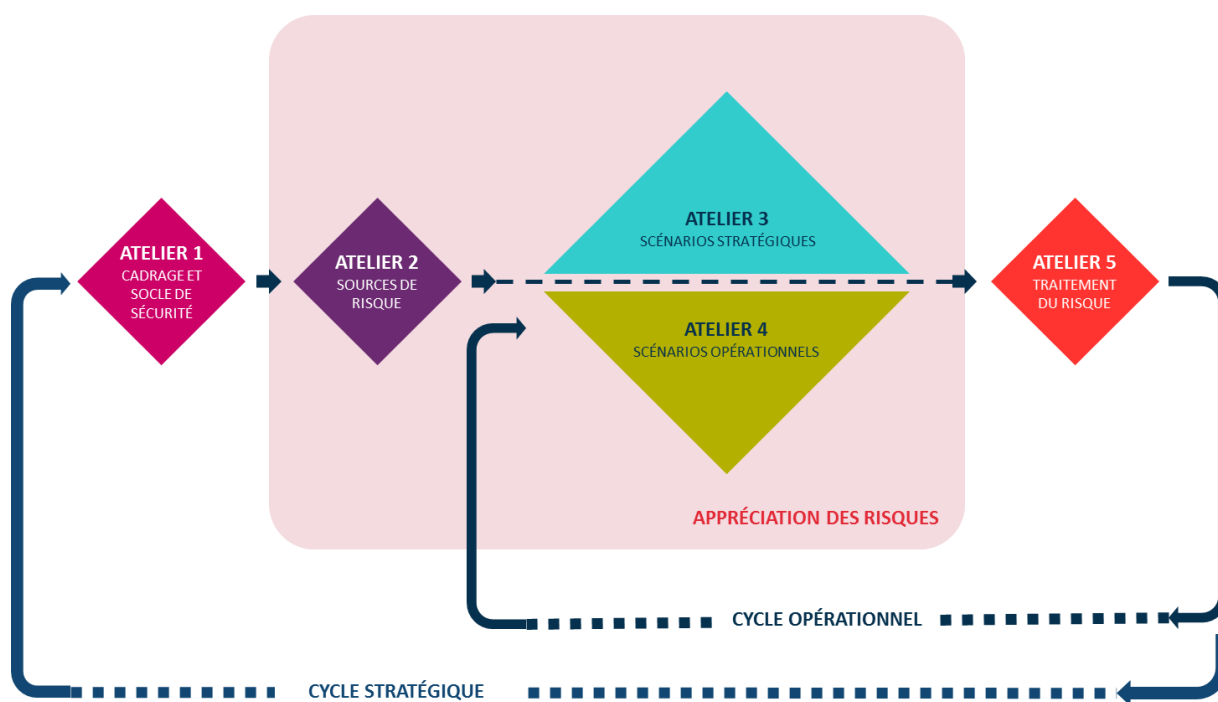 ATELIER 1
CADRAGE ET
SOCLE DE
SÉCURITÉ
ATELIER 2
SOURCES DE
RISQUE
ATELIER 3
SCÉNARIOS STRATÉGIQUES
ATELIER 4
SCÉNARIOS OPÉRATIONNELS
ATELIER 5
TRAITEMENT
DU RISQUE
APPRÉCIATION DES RISQUES
CYCLE OPÉRATIONNEL
CYCLE STRATÉGIQUE